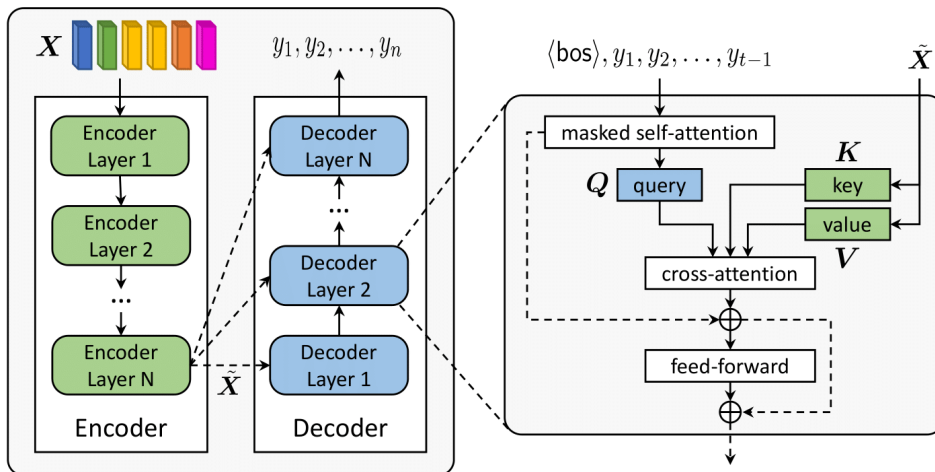 X
y₁, y₂, . . . , yₙ
Encoder
Layer 1
Encoder
Layer 2
...
Encoder
Layer N
Encoder
X̃
Decoder
Layer N
...
Decoder
Layer 2
Decoder
Layer 1
Decoder
⟨bos⟩, y₁, y₂, . . . , yₜ₋₁
X̃
masked self-attention
K
Q
query
key
value
V
cross-attention
feed-forward